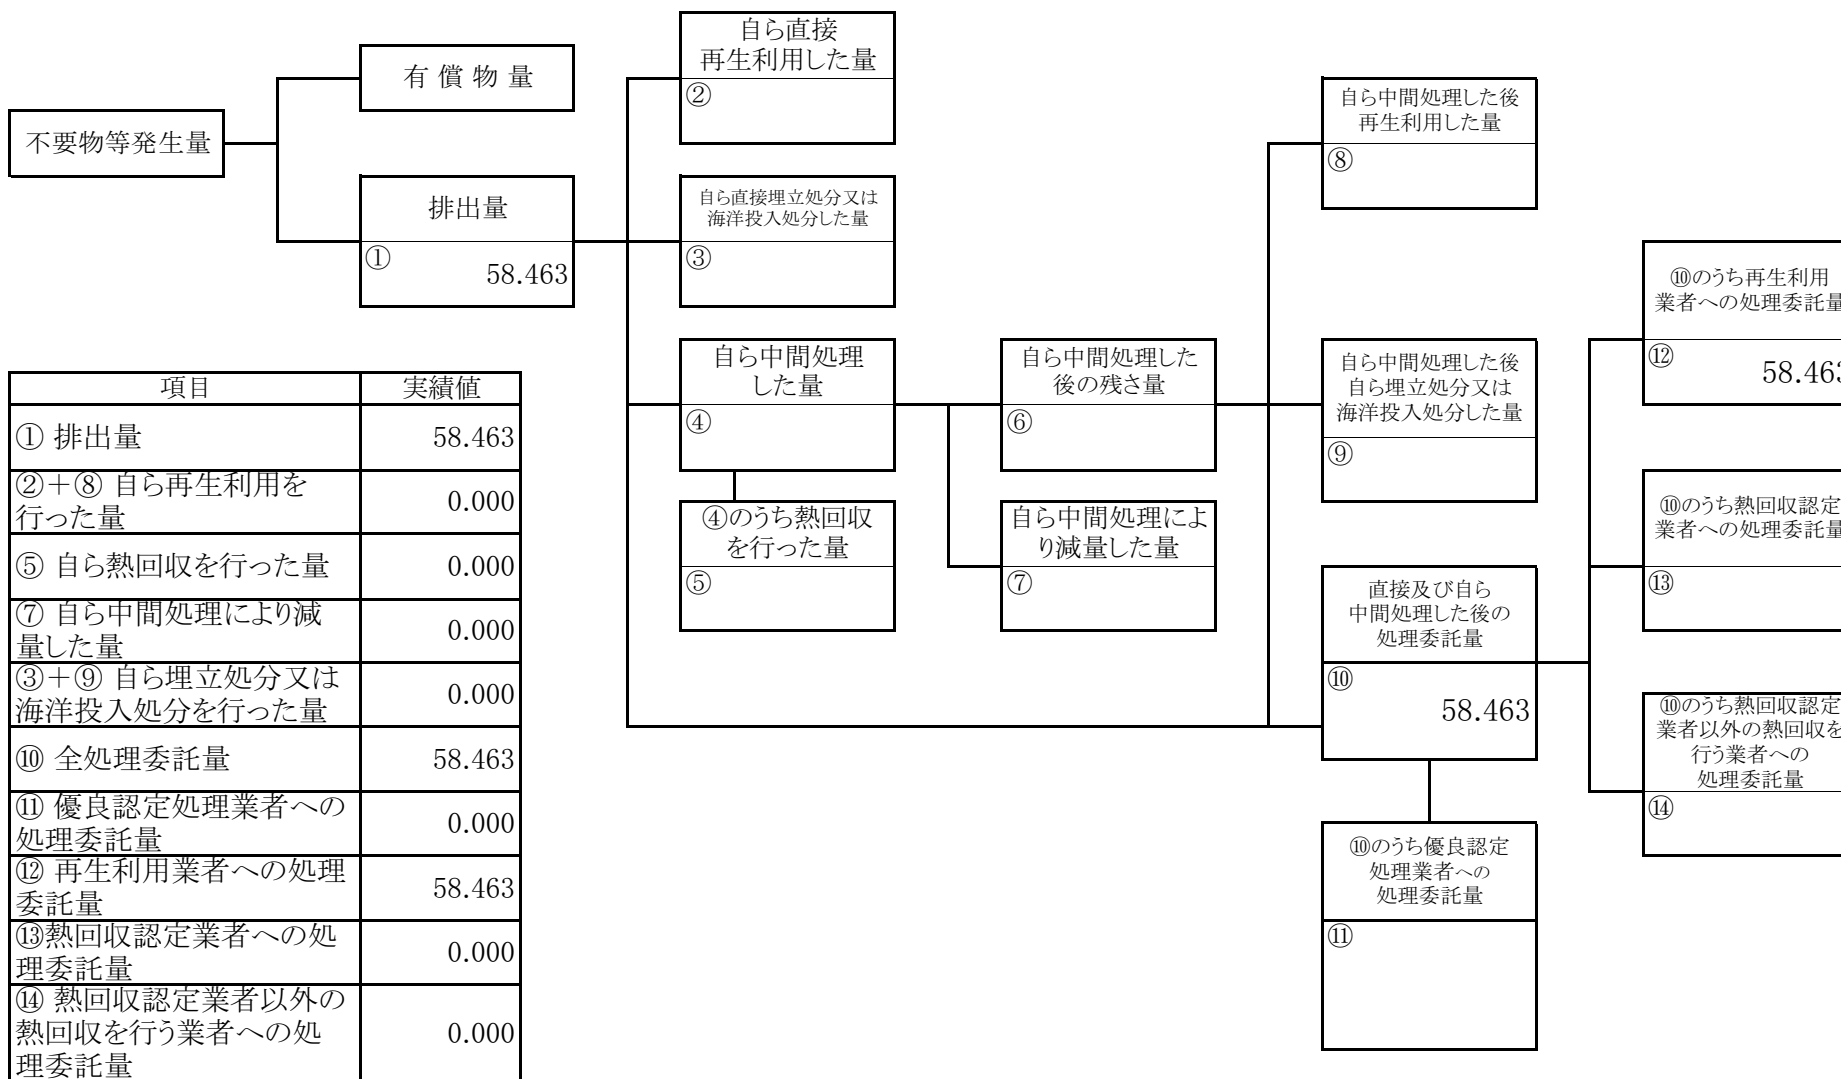 自ら直接
再生利用した量
②
有 償 物 量
不要物等発生量
自ら中間処理した後
再生利用した量
⑧
排出量
①
58.463
自ら直接埋立処分又は
海洋投入処分した量
③
⑩のうち再生利用
業者への処理委託量
⑫
58.463
自ら中間処理
した量
④
自ら中間処理した
後の残さ量
⑥
自ら中間処理した後
自ら埋立処分又は
海洋投入処分した量
⑨
④のうち熱回収
を行った量
⑤
自ら中間処理によ
り減量した量
⑦
⑩のうち熱回収認定
業者への処理委託量
⑬
直接及び自ら
中間処理した後の
処理委託量
⑩
58.463
⑩のうち熱回収認定
業者以外の熱回収を
行う業者への
処理委託量
⑭
⑩のうち優良認定
処理業者への
処理委託量
⑪
項目 実績値
① 排出量 58.463
②＋⑧ 自ら再生利用を
行った量 0.000
⑤ 自ら熱回収を行った量 0.000
⑦ 自ら中間処理により減
量した量 0.000
③＋⑨ 自ら埋立処分又は
海洋投入処分を行った量 0.000
⑩ 全処理委託量 58.463
⑪ 優良認定処理業者への
処理委託量 0.000
⑫ 再生利用業者への処理
委託量 58.463
⑬熱回収認定業者への処
理委託量 0.000
⑭ 熱回収認定業者以外の
熱回収を行う業者への処
理委託量 0.000